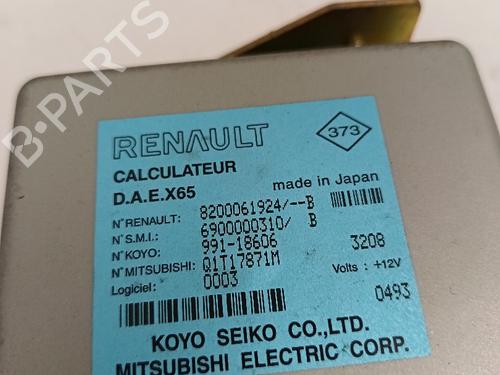 RENAULT
373
CALCULATEUR
D.A.E.X65
made in Japan
N° RENAULT: 8200061924/--B
N° S.M.I.: 6900000310/ B
N° KOYO: 991-18606
3208
N° MITSUBISHI: Q1T17871M
Volts : +12V
Logiciel: 0003
0493
KOYO SEIKO CO.,LTD.
MITSUBISHI ELECTRIC CORP.
B-PARTS